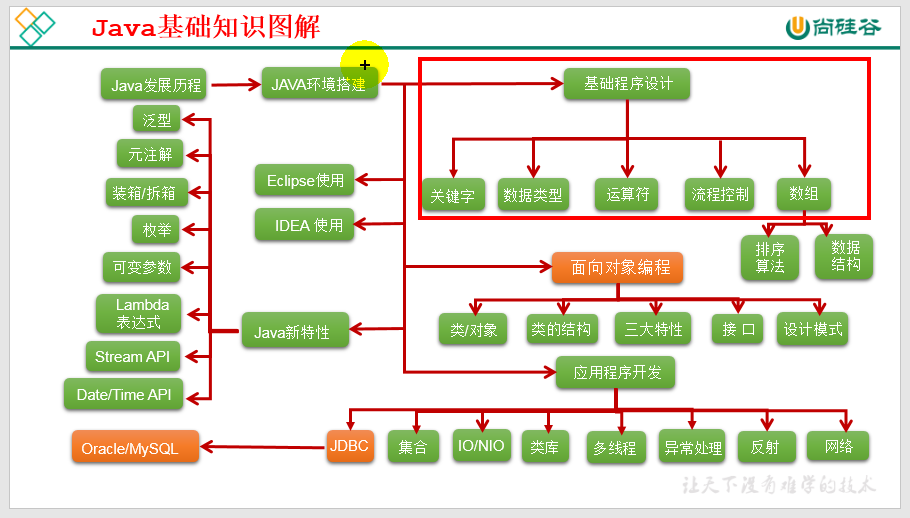 Java基础知识图解
尚硅谷
Java发展历程
JAVA环境搭建
基础程序设计
泛型
元注解
装箱/拆箱
枚举
可变参数
Lambda
表达式
Stream API
Date/Time API
Eclipse使用
IDEA 使用
Java新特性
关键字
数据类型
运算符
流程控制
数组
排序
算法
数据
结构
面向对象编程
类/对象
类的结构
三大特性
接 口
设计模式
应用程序开发
Oracle/MySQL
JDBC
集合
IO/NIO
类库
多线程
异常处理
反射
网络
让天下没有难学的技术